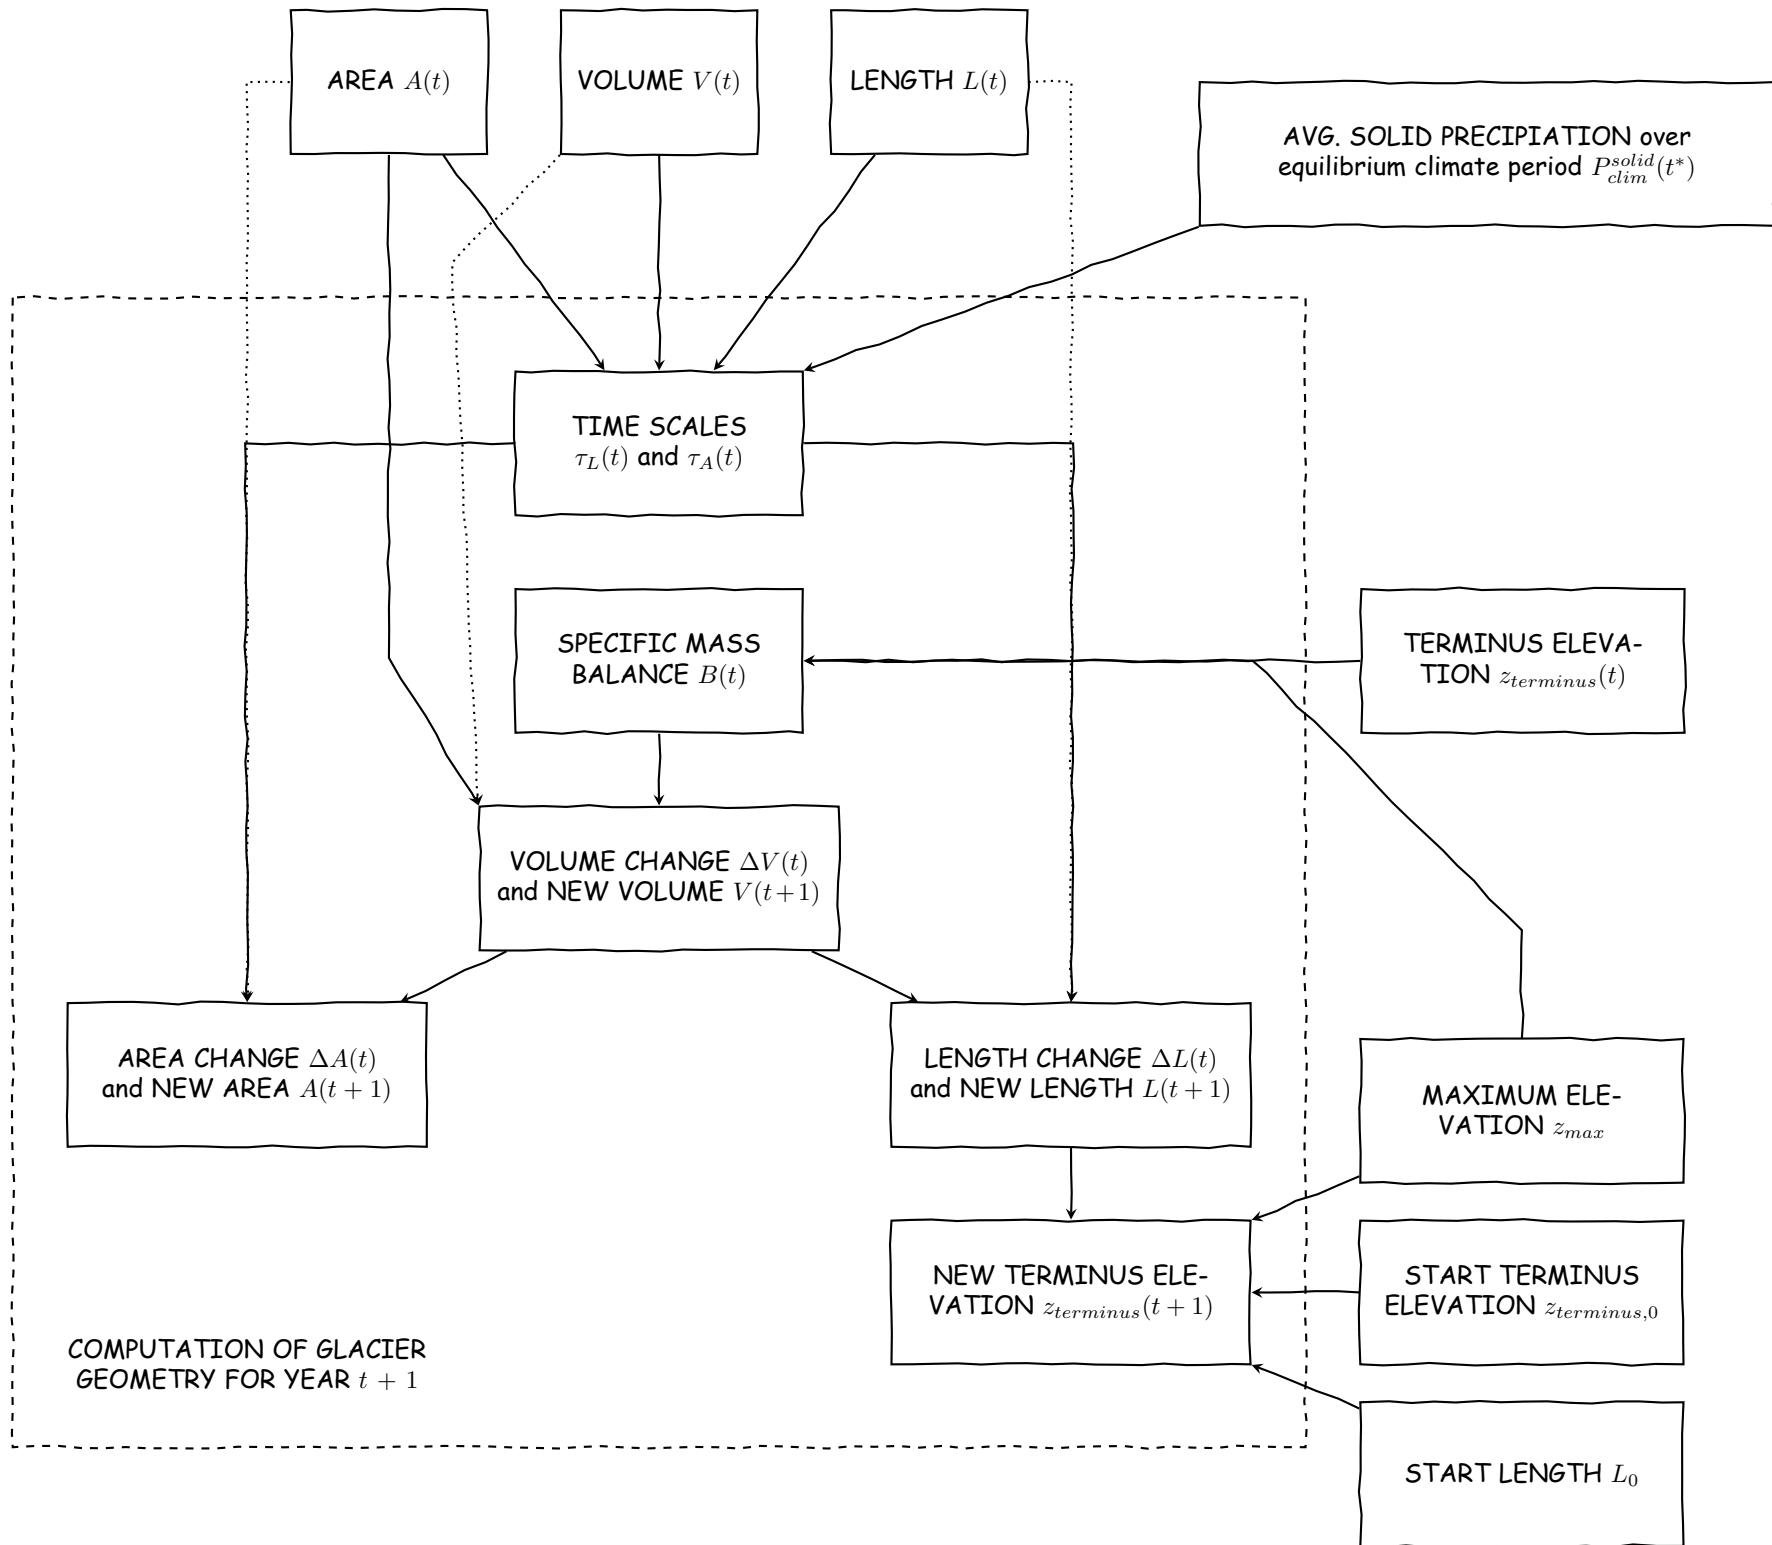 AREA A(t)
VOLUME V(t)
LENGTH L(t)
AVG. SOLID PRECIPIATION over
equilibrium climate period P_{clim}^{solid}(t*)
TIME SCALES
τ_L(t) and τ_A(t)
SPECIFIC MASS
BALANCE B(t)
TERMINUS ELEVA-
TION z_{terminus}(t)
VOLUME CHANGE ΔV(t)
and NEW VOLUME V(t+1)
AREA CHANGE ΔA(t)
and NEW AREA A(t + 1)
LENGTH CHANGE ΔL(t)
and NEW LENGTH L(t + 1)
MAXIMUM ELE-
VATION z_{max}
NEW TERMINUS ELE-
VATION z_{terminus}(t + 1)
START TERMINUS
ELEVATION z_{terminus,0}
COMPUTATION OF GLACIER
GEOMETRY FOR YEAR t + 1
START LENGTH L_0